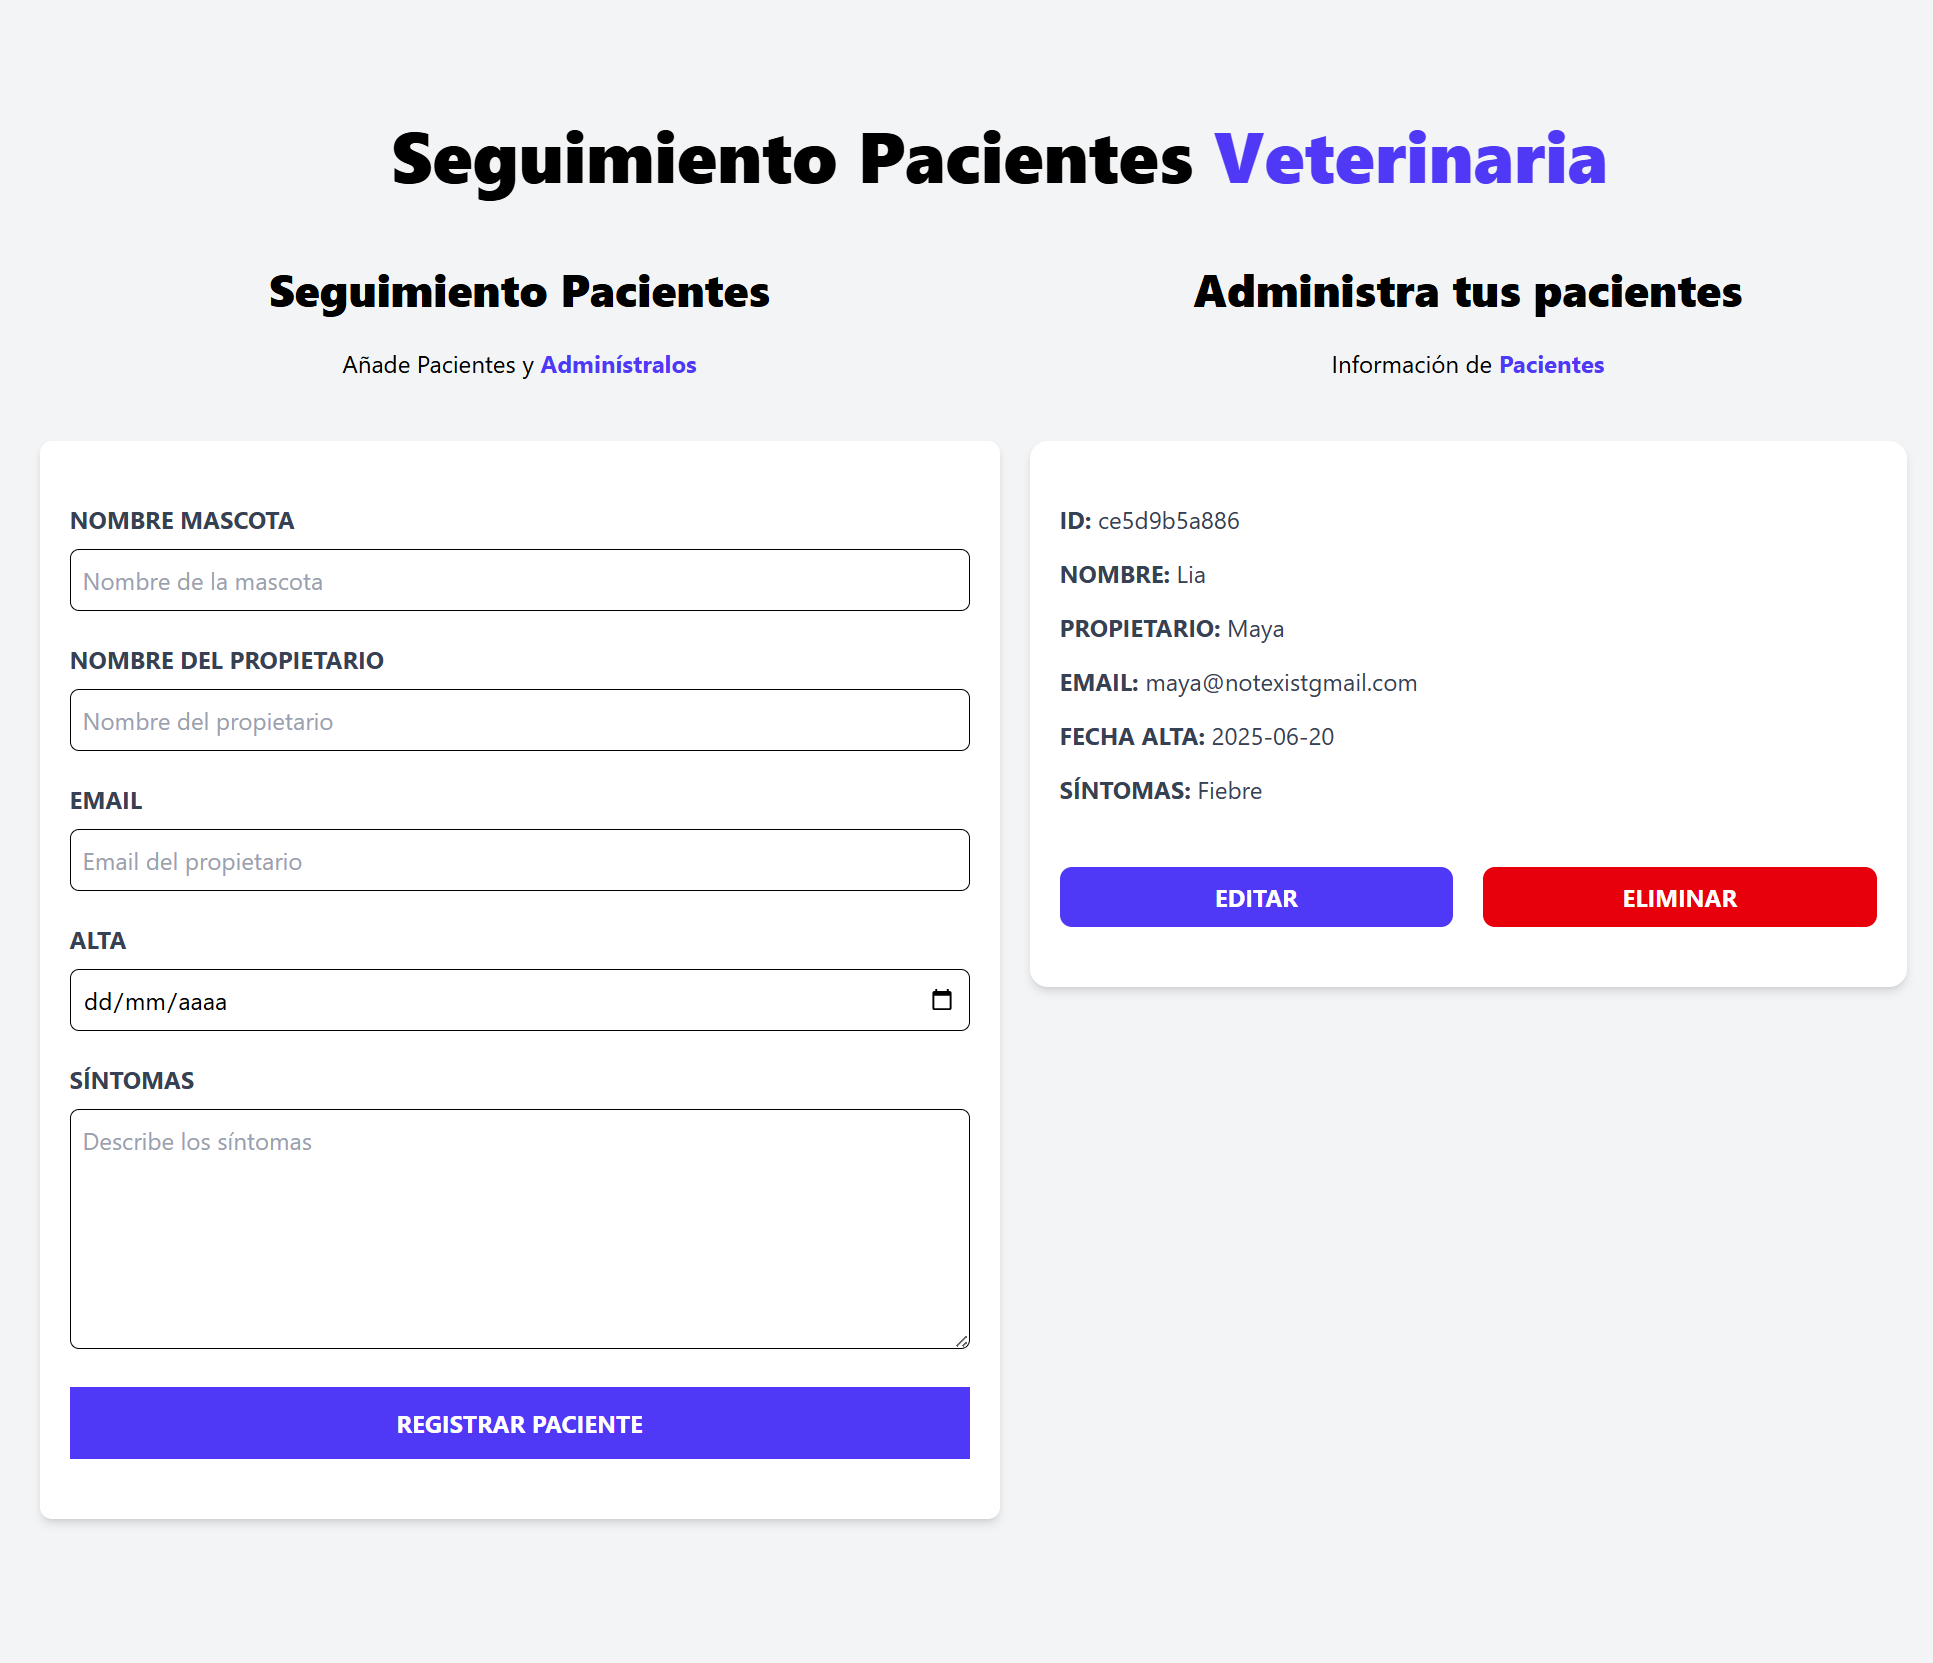 Seguimiento Pacientes Veterinaria
Seguimiento Pacientes
Añade Pacientes y Adminístralos
NOMBRE MASCOTA
Nombre de la mascota
NOMBRE DEL PROPIETARIO
Nombre del propietario
EMAIL
Email del propietario
ALTA
dd/mm/aaaa
SÍNTOMAS
Describe los síntomas
REGISTRAR PACIENTE
Administra tus pacientes
Información de Pacientes
ID: ce5d9b5a886
NOMBRE: Lia
PROPIETARIO: Maya
EMAIL: maya@notexistgmail.com
FECHA ALTA: 2025-06-20
SÍNTOMAS: Fiebre
EDITAR
ELIMINAR